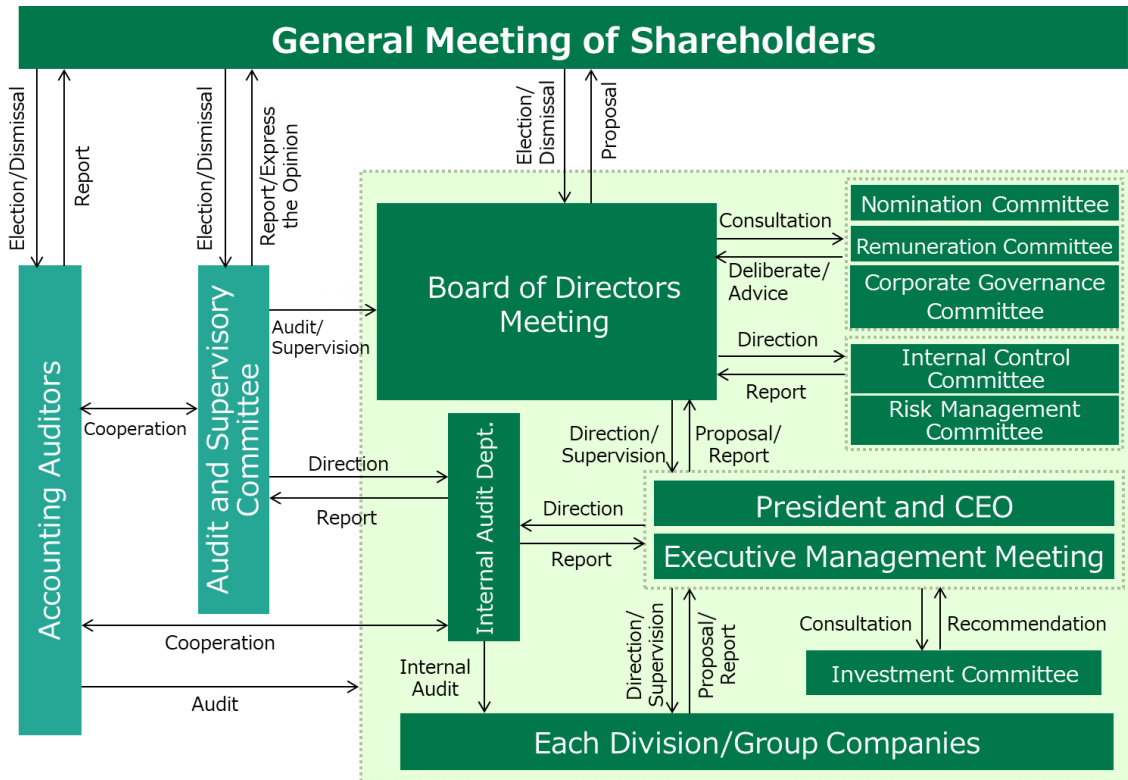 General Meeting of Shareholders
Election/Dismissal
Report
Election/Dismissal
Report/Express
the Opinion
Election/
Dismissal
Proposal
Nomination Committee
Remuneration Committee
Corporate Governance
Committee
Consultation
Deliberate/
Advice
Board of Directors
Meeting
Audit/
Supervision
Direction
Report
Internal Control
Committee
Risk Management
Committee
Accounting Auditors
Cooperation
Audit and Supervisory
Committee
Direction
Report
Internal Audit Dept.
Direction/
Supervision
Proposal/
Report
President and CEO
Executive Management Meeting
Direction
Report
Cooperation
Audit
Internal
Audit
Direction/
Supervision
Proposal/
Report
Consultation
Recommendation
Investment Committee
Each Division/Group Companies